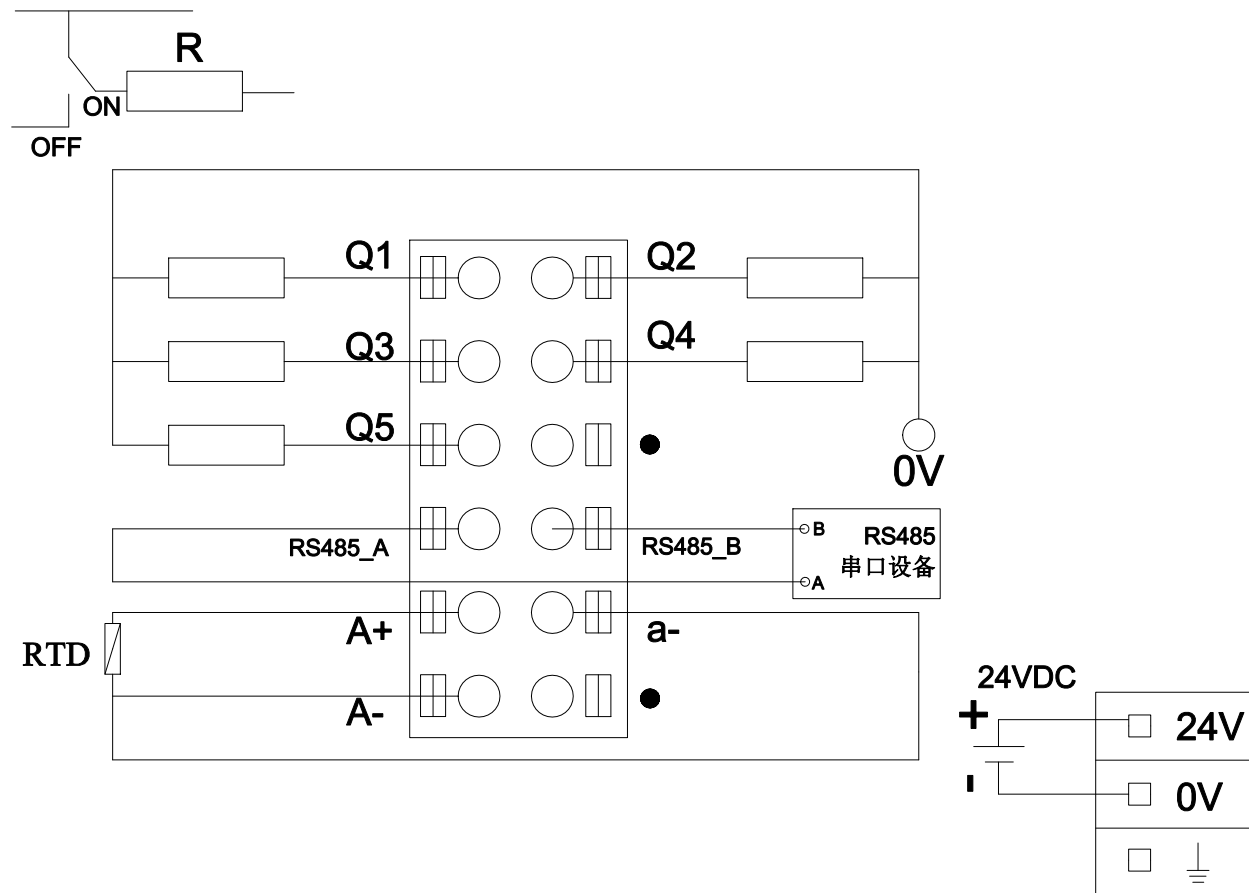 R
ON
OFF
Q1
Q2
Q3
Q4
Q5
0V
RS485_A
RS485_B
B
RS485
串口设备
A
A+
a-
RTD
A-
24VDC
+
24V
-
0V